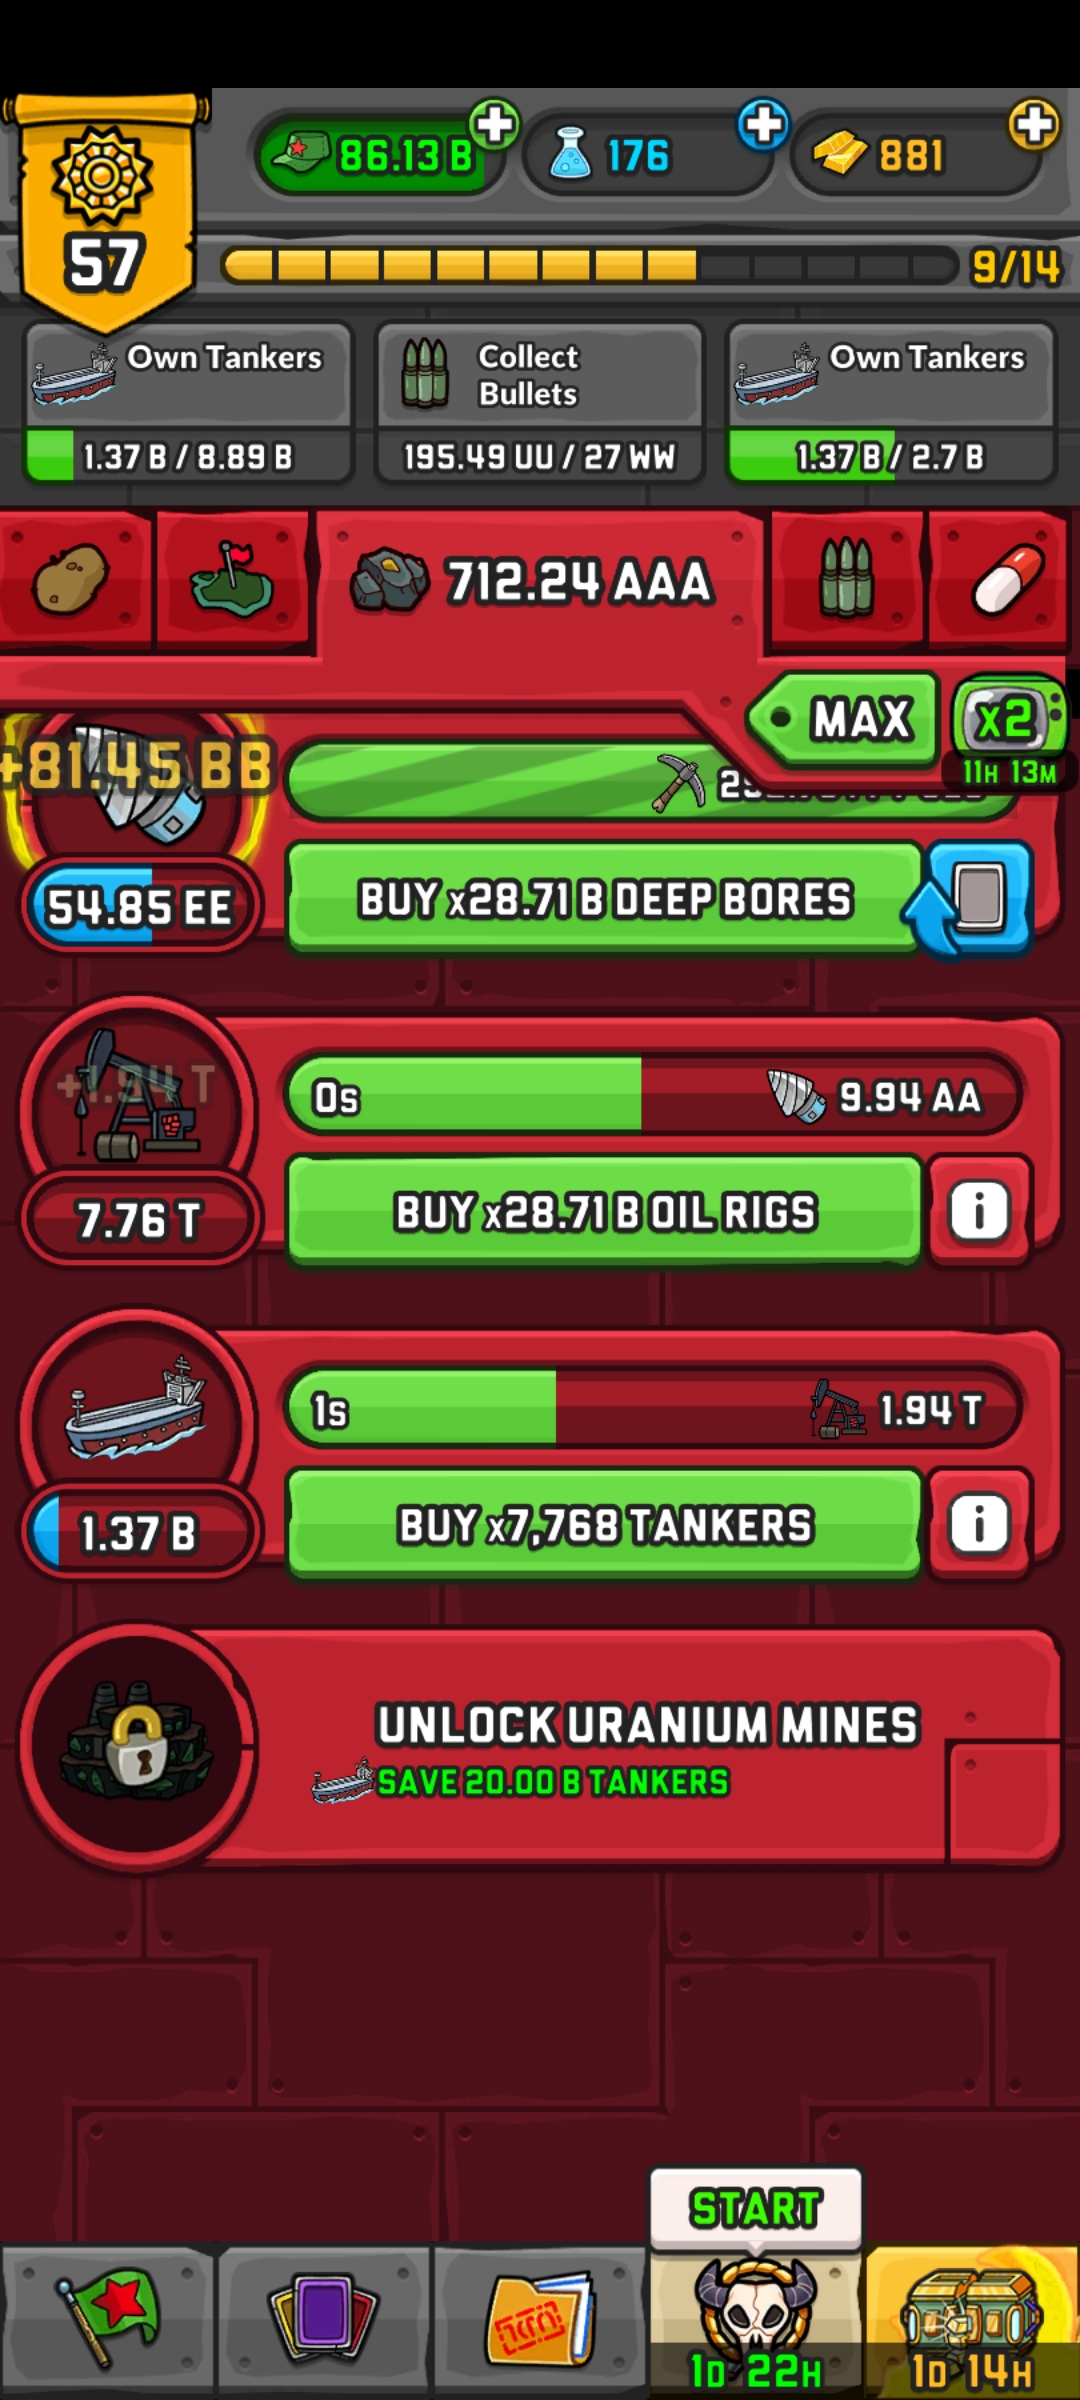 86.13 B
176
881
57
9/14
Own Tankers
1.37 B / 8.89 B
Collect
Bullets
195.49 UU / 27 WW
Own Tankers
1.37 B / 2.7 B
712.24 AAA
MAX
x2
11H 13M
+81.45 BB
54.85 EE
BUY x28.71 B DEEP BORES
+1.94 T
0s
9.94 AA
7.76 T
BUY x28.71 B OIL RIGS
i
1s
1.94 T
1.37 B
BUY x7,768 TANKERS
i
UNLOCK URANIUM MINES
SAVE 20.00 B TANKERS
START
1D 22H
1D 14H